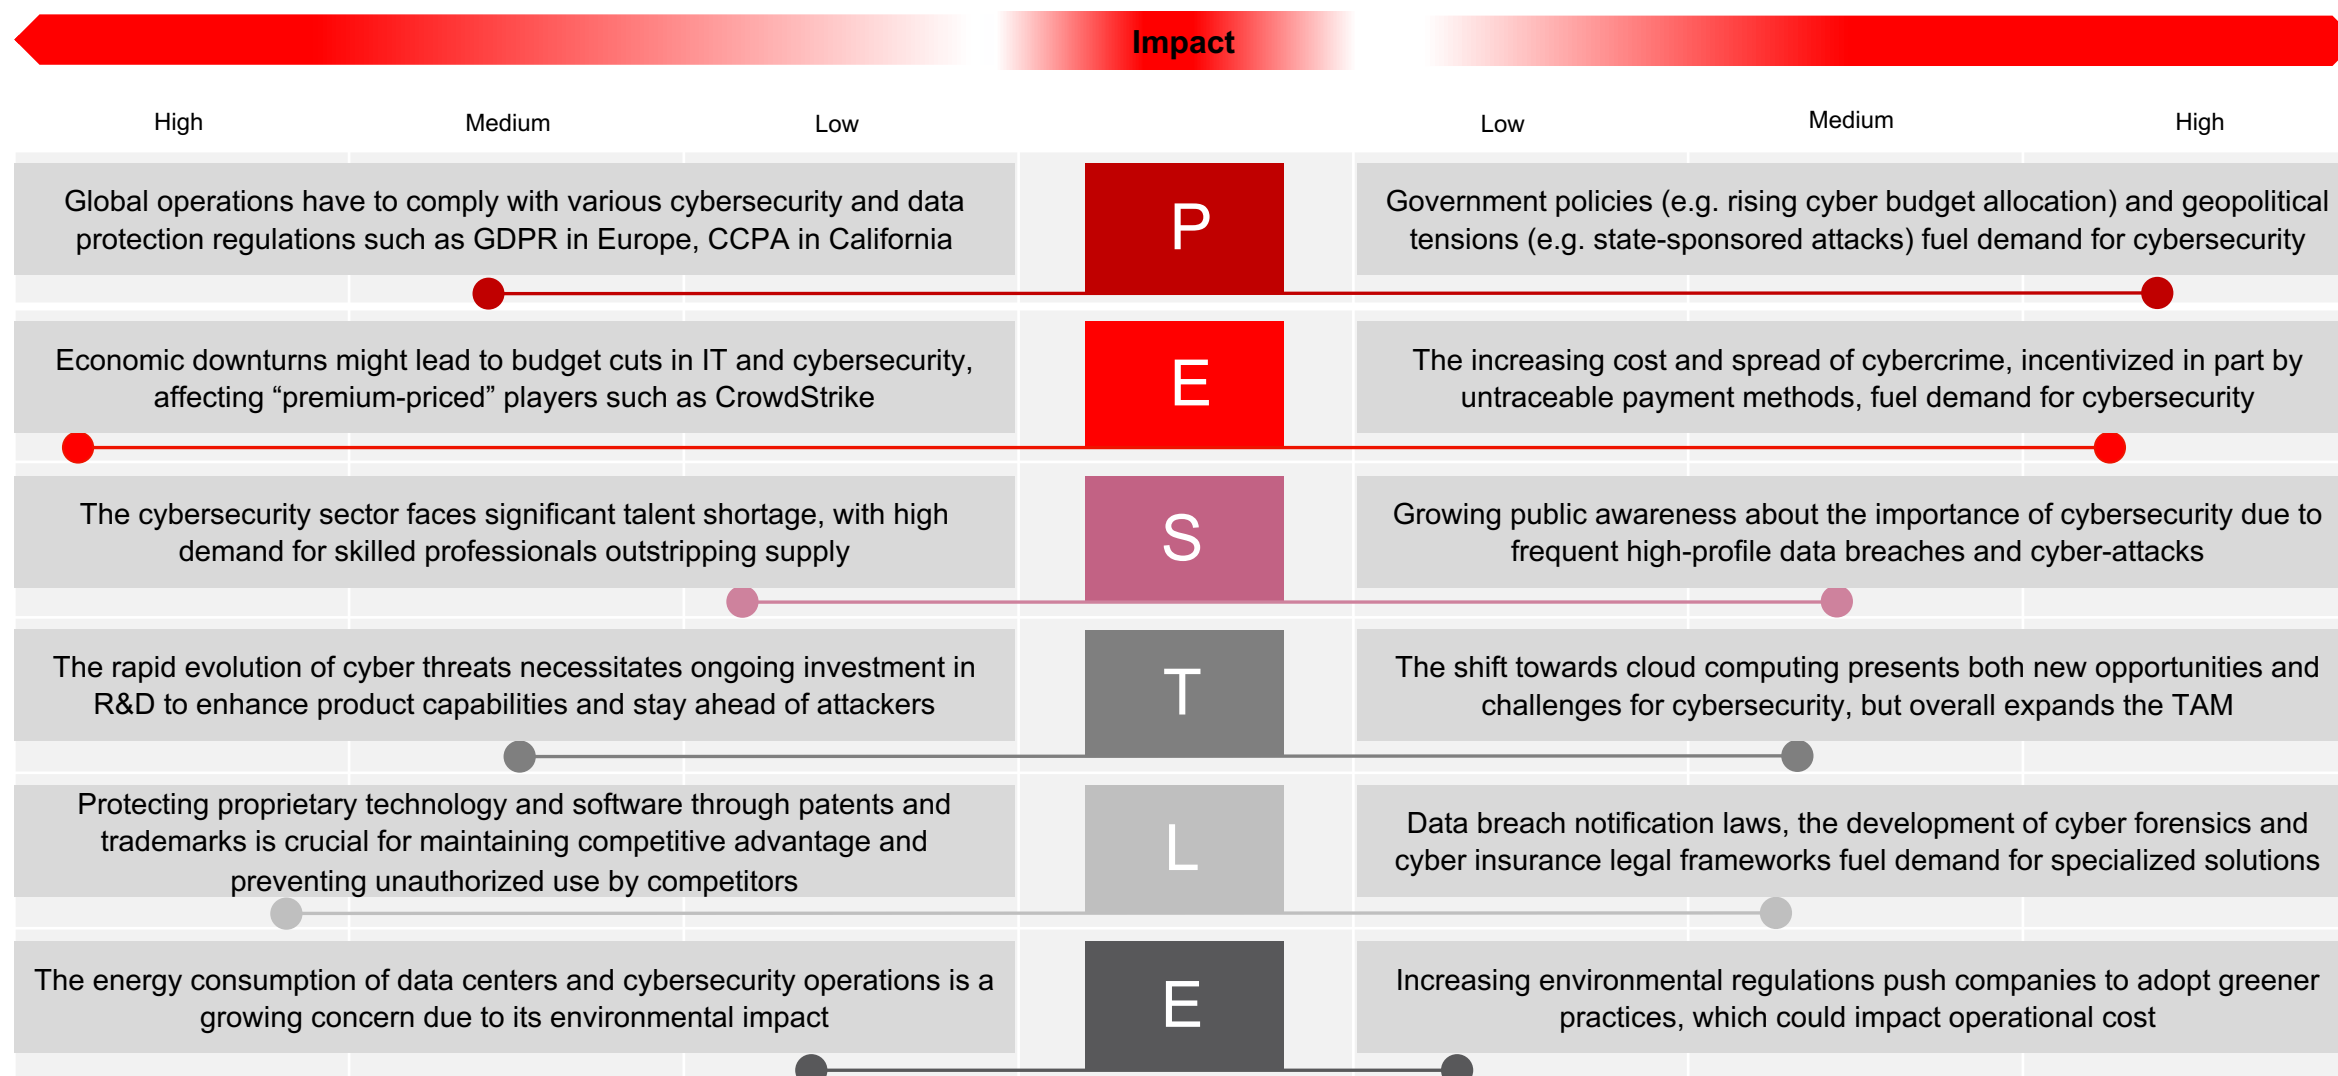 Impact
High
Medium
Low
Low
Medium
High
Global operations have to comply with various cybersecurity and data
protection regulations such as GDPR in Europe, CCPA in California
P
Government policies (e.g. rising cyber budget allocation) and geopolitical
tensions (e.g. state-sponsored attacks) fuel demand for cybersecurity
Economic downturns might lead to budget cuts in IT and cybersecurity,
affecting “premium-priced” players such as CrowdStrike
E
The increasing cost and spread of cybercrime, incentivized in part by
untraceable payment methods, fuel demand for cybersecurity
The cybersecurity sector faces significant talent shortage, with high
demand for skilled professionals outstripping supply
S
Growing public awareness about the importance of cybersecurity due to
frequent high-profile data breaches and cyber-attacks
The rapid evolution of cyber threats necessitates ongoing investment in
R&D to enhance product capabilities and stay ahead of attackers
T
The shift towards cloud computing presents both new opportunities and
challenges for cybersecurity, but overall expands the TAM
Protecting proprietary technology and software through patents and
trademarks is crucial for maintaining competitive advantage and
preventing unauthorized use by competitors
L
Data breach notification laws, the development of cyber forensics and
cyber insurance legal frameworks fuel demand for specialized solutions
The energy consumption of data centers and cybersecurity operations is a
growing concern due to its environmental impact
E
Increasing environmental regulations push companies to adopt greener
practices, which could impact operational cost